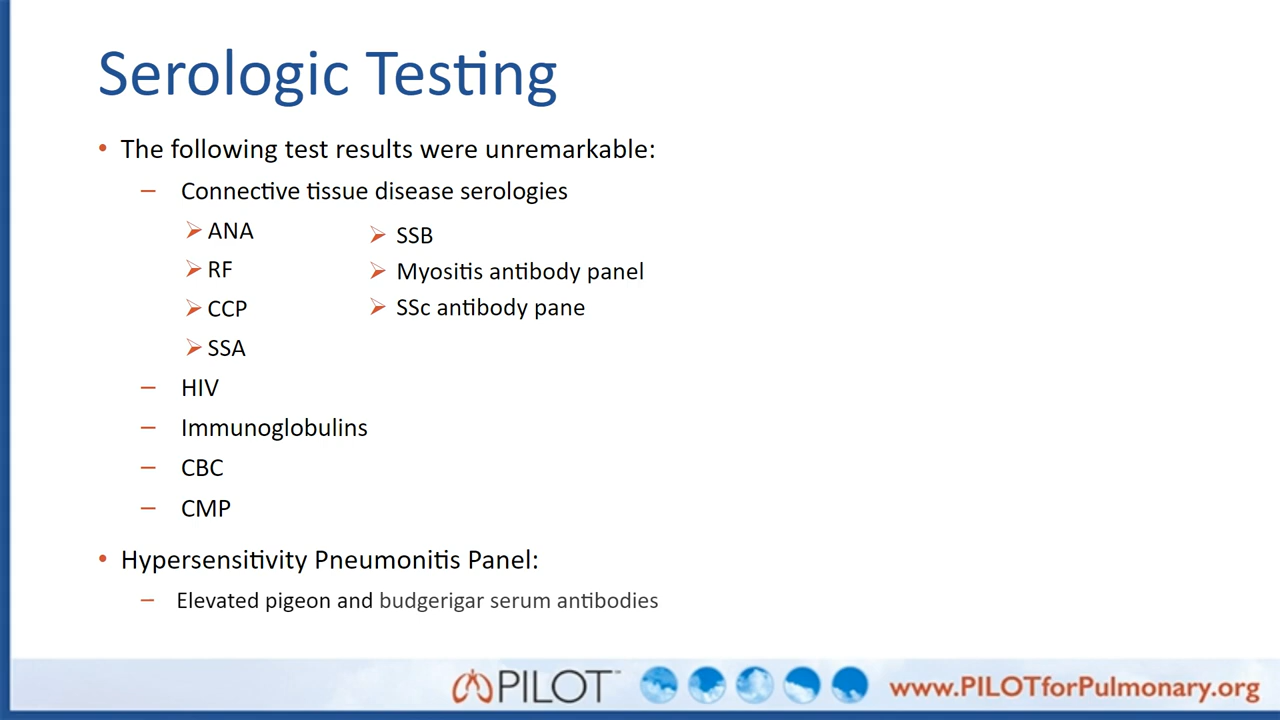 Serologic Testing
• The following test results were unremarkable:
– Connective tissue disease serologies
➢ ANA
➢ RF
➢ CCP
➢ SSA
➢ SSB
➢ Myositis antibody panel
➢ SSc antibody pane
– HIV
– Immunoglobulins
– CBC
– CMP
• Hypersensitivity Pneumonitis Panel:
– Elevated pigeon and budgerigar serum antibodies
PILOT™
www.PILOTforPulmonary.org